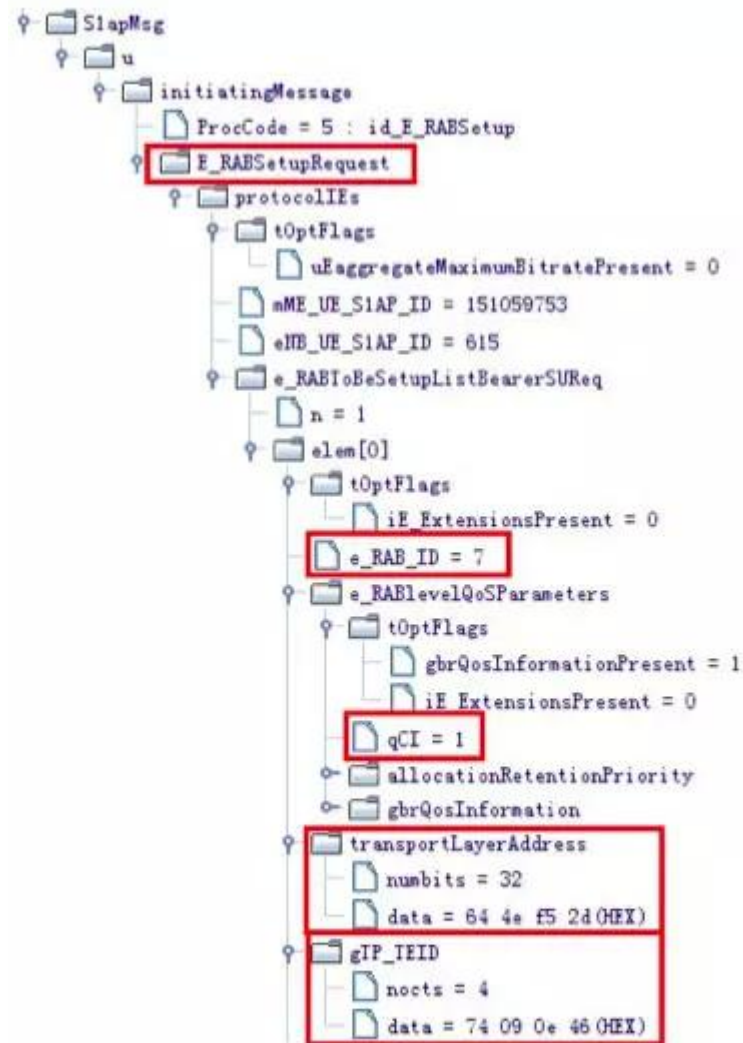 S1apMsg
u
initiatingMessage
ProcCode = 5 : id_E_RABSetup
E_RABSetupRequest
protocolIEs
tOptFlags
uEaggregateMaximumBitratePresent = 0
mME_UE_S1AP_ID = 151059753
eNB_UE_S1AP_ID = 615
e_RABToBeSetupListBearerSUReq
n = 1
elem[0]
tOptFlags
iE_ExtensionsPresent = 0
e_RAB_ID = 7
e_RABlevelQoSParameters
tOptFlags
gbrQosInformationPresent = 1
iE_ExtensionsPresent = 0
qCI = 1
allocationRetentionPriority
gbrQosInformation
transportLayerAddress
numbits = 32
data = 64 4e f5 2d(HEX)
gTP_TEID
nocts = 4
data = 74 09 0e 46(HEX)